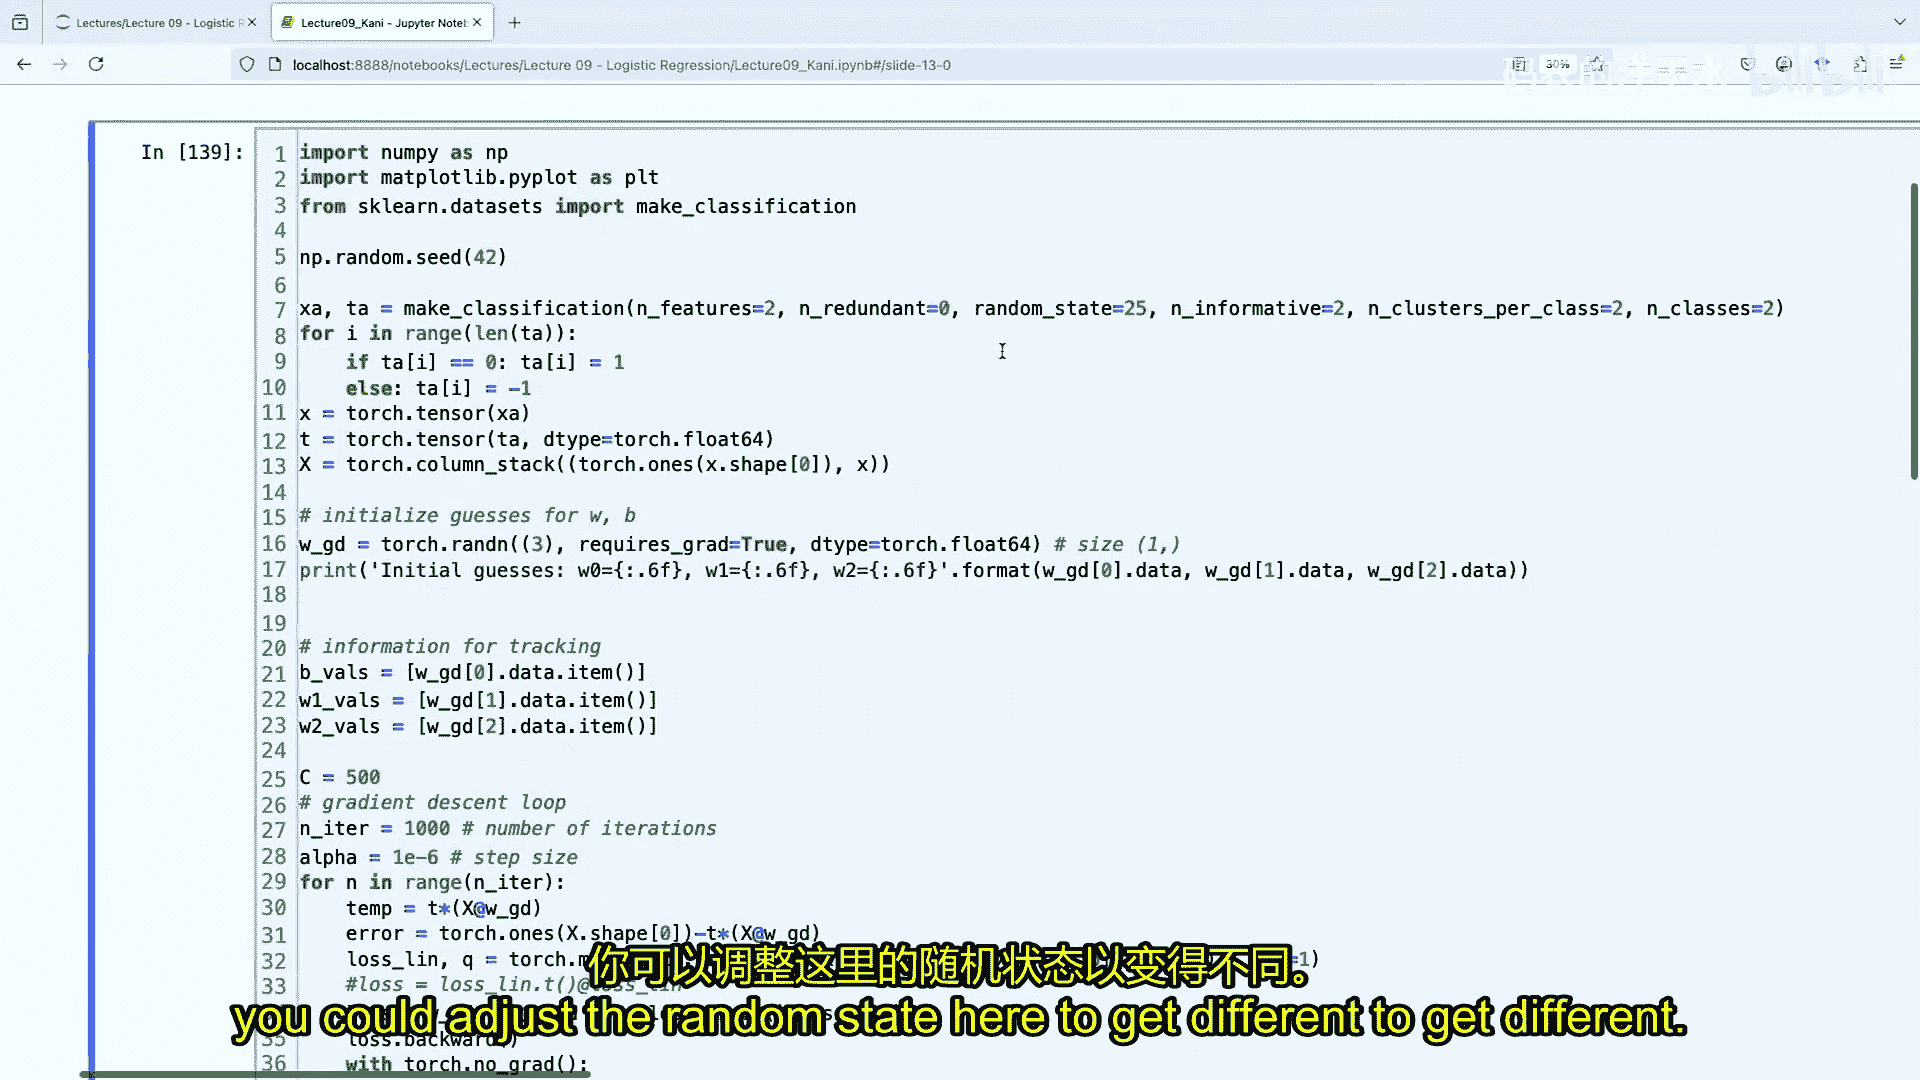 Lectures/Lecture 09 - Logistic R
Lecture09_Kani - Jupyter Note
localhost:8888/notebooks/Lectures/Lecture 09 - Logistic Regression/Lecture09_Kani.ipynb#/slide-13-0
30%
In [139]:
1 import numpy as np
2 import matplotlib.pyplot as plt
3 from sklearn.datasets import make_classification
4
5 np.random.seed(42)
6
7 xa, ta = make_classification(n_features=2, n_redundant=0, random_state=25, n_informative=2, n_clusters_per_class=2, n_classes=2)
8 for i in range(len(ta)):
9     if ta[i] == 0: ta[i] = 1
10     else: ta[i] = -1
11 x = torch.tensor(xa)
12 t = torch.tensor(ta, dtype=torch.float64)
13 X = torch.column_stack((torch.ones(x.shape[0]), x))
14
15 # initialize guesses for w, b
16 w_gd = torch.randn((3), requires_grad=True, dtype=torch.float64) # size (1,)
17 print('Initial guesses: w0={:.6f}, w1={:.6f}, w2={:.6f}'.format(w_gd[0].data, w_gd[1].data, w_gd[2].data))
18
19
20 # information for tracking
21 b_vals = [w_gd[0].data.item()]
22 w1_vals = [w_gd[1].data.item()]
23 w2_vals = [w_gd[2].data.item()]
24
25 C = 500
26 # gradient descent loop
27 n_iter = 1000 # number of iterations
28 alpha = 1e-6 # step size
29 for n in range(n_iter):
30     temp = t*(X@w_gd)
31     error = torch.ones(X.shape[0])-t*(X@w_gd)
32     loss_lin, q = torch.m =1)
33     #loss = loss_lin.t()@loss_lin
35     loss.backward()
36     with torch.no_grad():
你可以调整这里的随机状态以变得不同。
you could adjust the random state here to get different to get different.